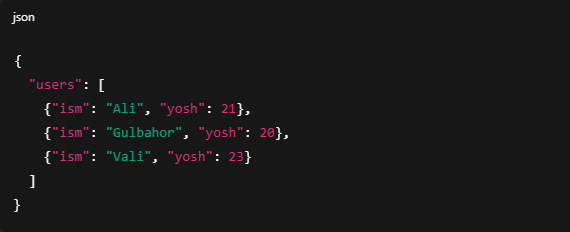 json
{
  "users": [
    {"ism": "Ali", "yosh": 21},
    {"ism": "Gulbahor", "yosh": 20},
    {"ism": "Vali", "yosh": 23}
  ]
}